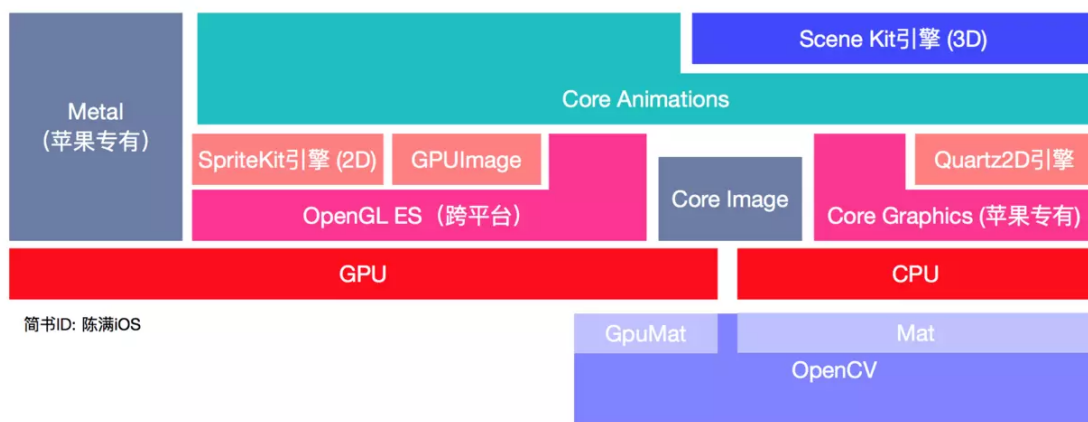 Scene Kit引擎 (3D)
Metal
（苹果专有）
Core Animations
SpriteKit引擎 (2D)
GPUImage
Quartz2D引擎
Core Image
OpenGL ES（跨平台）
Core Graphics (苹果专有)
GPU
CPU
简书ID: 陈满iOS
GpuMat
Mat
OpenCV